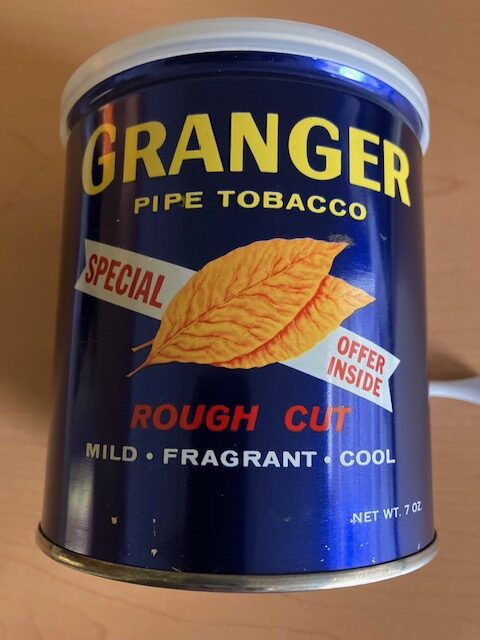 GRANGER
PIPE TOBACCO
SPECIAL
OFFER
INSIDE
ROUGH CUT
MILD • FRAGRANT • COOL
NET WT. 7 OZ.